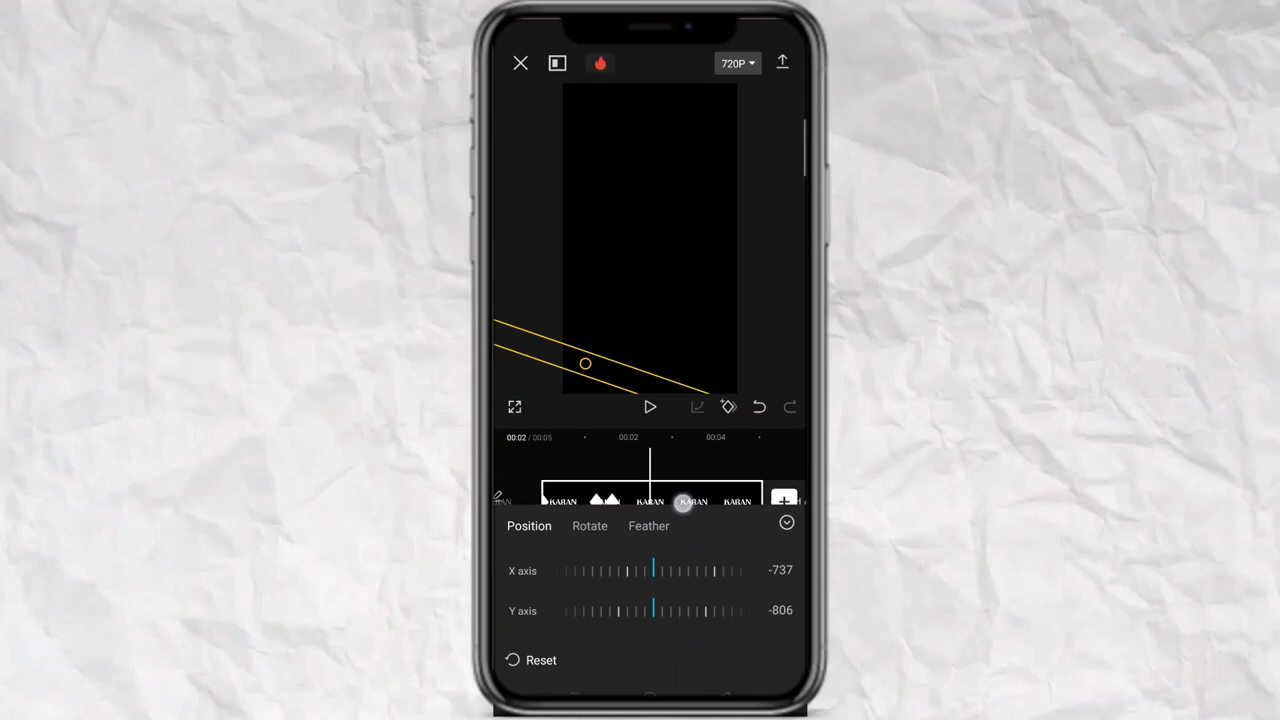 720P
00:02 / 00:05
00:02
00:04
KARAN KARAN KARAN KARAN
Position Rotate Feather
X axis -737
Y axis -806
Reset